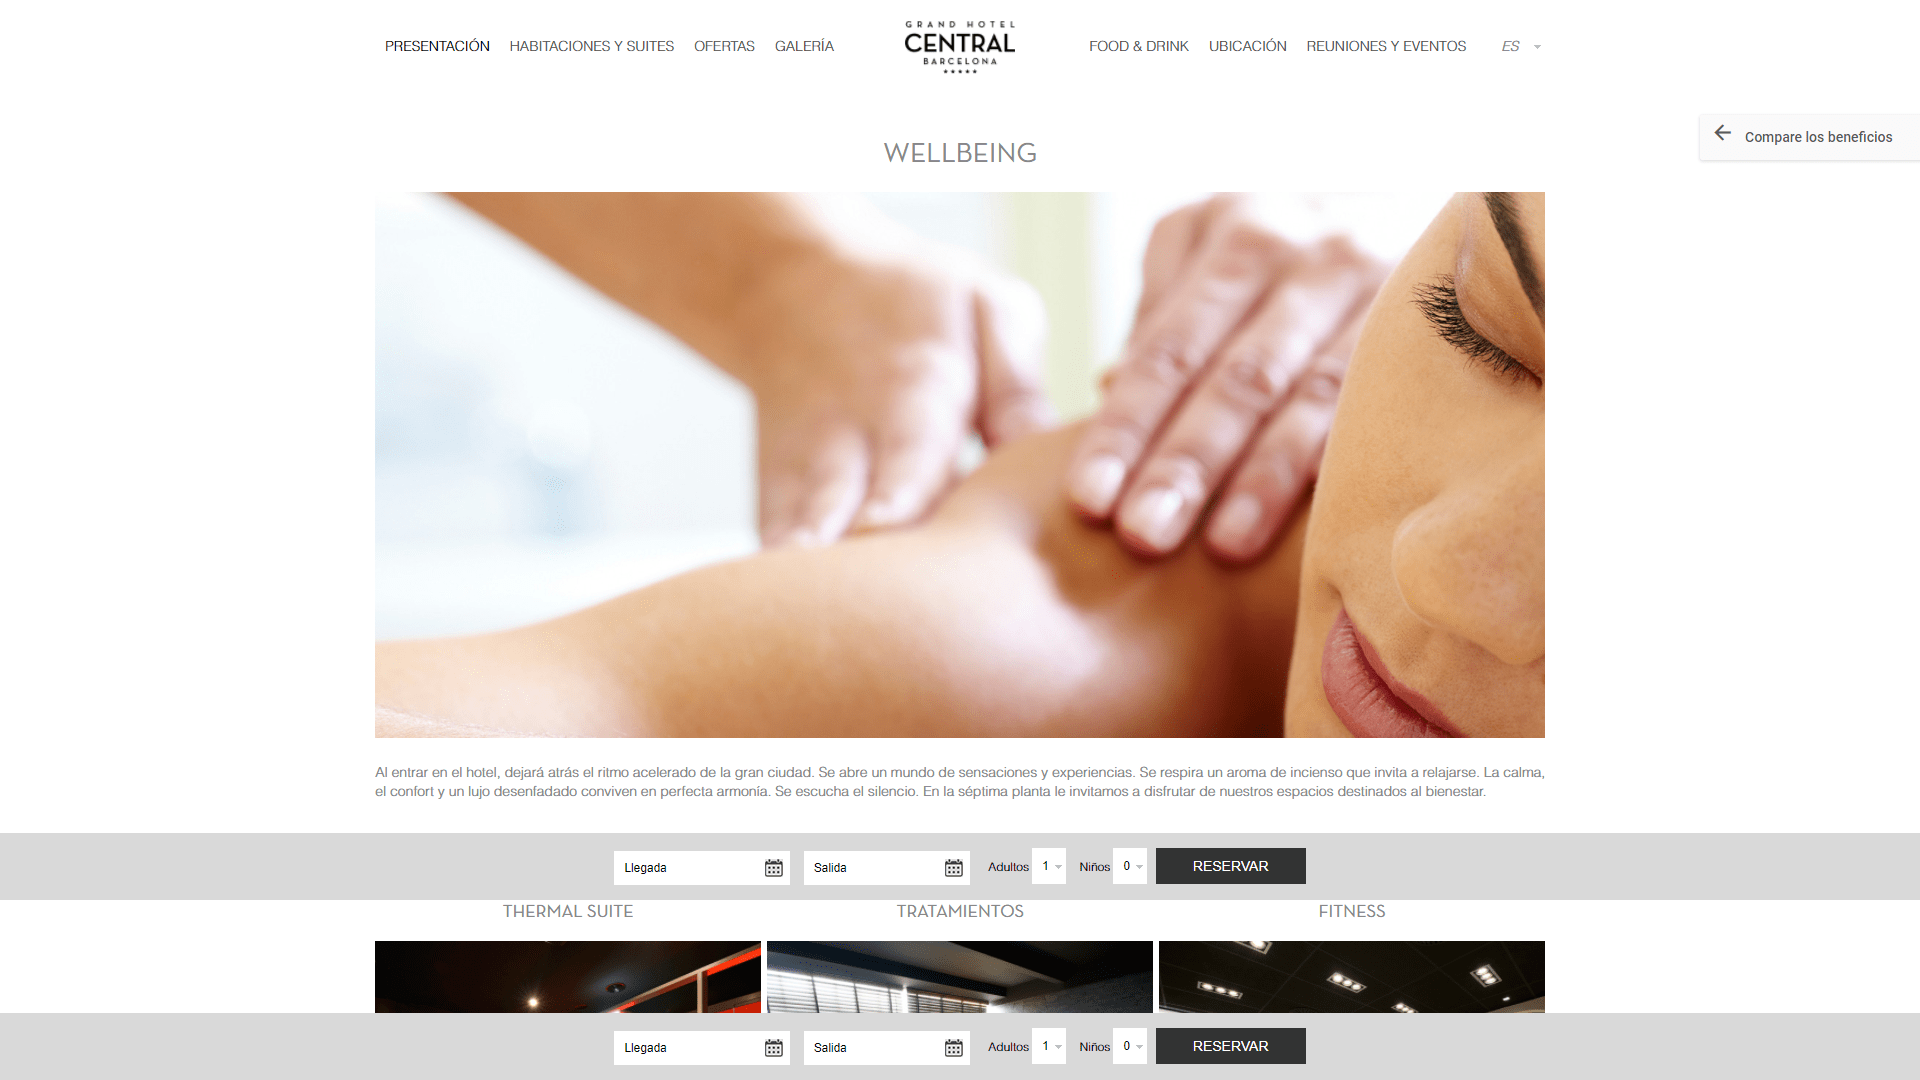 PRESENTACIÓN HABITACIONES Y SUITES OFERTAS GALERÍA
GRAND HOTEL
CENTRAL
BARCELONA
FOOD & DRINK UBICACIÓN REUNIONES Y EVENTOS ES
Compare los beneficios
WELLBEING
Al entrar en el hotel, dejará atrás el ritmo acelerado de la gran ciudad. Se abre un mundo de sensaciones y experiencias. Se respira un aroma de incienso que invita a relajarse. La calma,
el confort y un lujo desenfadado conviven en perfecta armonía. Se escucha el silencio. En la séptima planta le invitamos a disfrutar de nuestros espacios destinados al bienestar.
Llegada Salida Adultos 1 Niños 0 RESERVAR
THERMAL SUITE TRATAMIENTOS FITNESS
Llegada Salida Adultos 1 Niños 0 RESERVAR